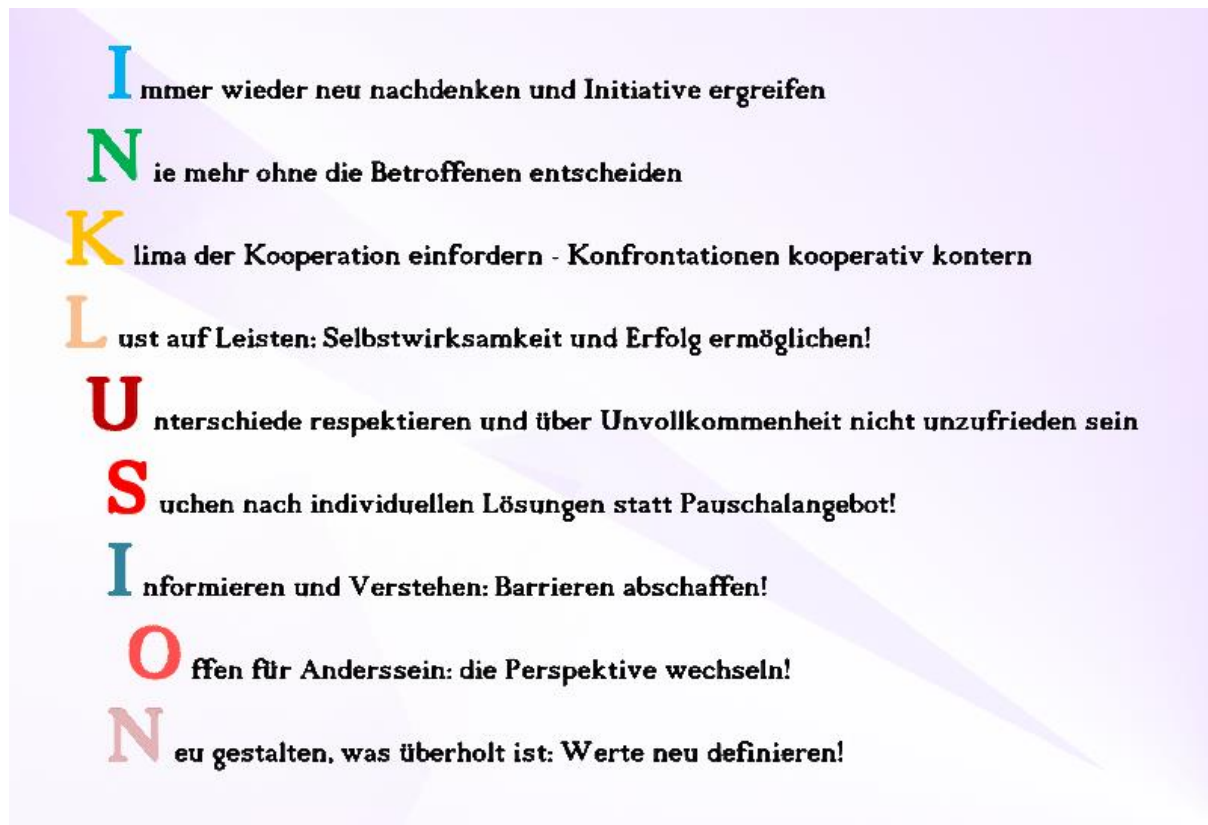 Immer wieder neu nachdenken und Initiative ergreifen
Nie mehr ohne die Betroffenen entscheiden
Klima der Kooperation einfordern - Konfrontationen kooperativ kontern
Lust auf Leisten: Selbstwirksamkeit und Erfolg ermöglichen!
Unterschiede respektieren und über Unvollkommenheit nicht unzufrieden sein
Suchen nach individuellen Lösungen statt Pauschalangebot!
Informieren und Verstehen: Barrieren abschaffen!
Offen für Anderssein: die Perspektive wechseln!
Neu gestalten, was überholt ist: Werte neu definieren!